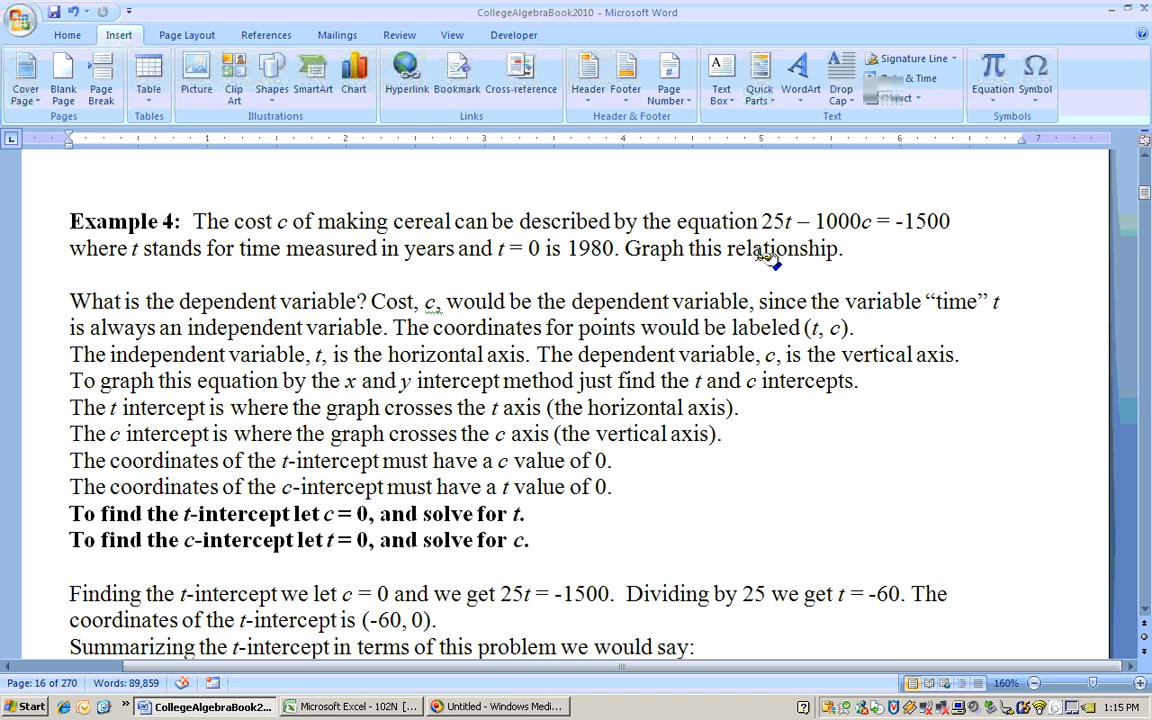 CollegeAlgebraBook2010 - Microsoft Word
Home Insert Page Layout References Mailings Review View Developer
Cover Page Blank Page Page Break Table Picture Clip Art Shapes SmartArt Chart Hyperlink Bookmark Cross-reference Header Footer Page Number Text Box Quick Parts WordArt Drop Cap Signature Line & Time Equation Symbol
Pages Tables Illustrations Links Header & Footer Text Symbols
1 2 3 4 5 6 7
Example 4: The cost c of making cereal can be described by the equation 25t – 1000c = -1500
where t stands for time measured in years and t = 0 is 1980. Graph this relationship.
What is the dependent variable? Cost, c, would be the dependent variable, since the variable “time” t
is always an independent variable. The coordinates for points would be labeled (t, c).
The independent variable, t, is the horizontal axis. The dependent variable, c, is the vertical axis.
To graph this equation by the x and y intercept method just find the t and c intercepts.
The t intercept is where the graph crosses the t axis (the horizontal axis).
The c intercept is where the graph crosses the c axis (the vertical axis).
The coordinates of the t-intercept must have a c value of 0.
The coordinates of the c-intercept must have a t value of 0.
To find the t-intercept let c = 0, and solve for t.
To find the c-intercept let t = 0, and solve for c.
Finding the t-intercept we let c = 0 and we get 25t = -1500. Dividing by 25 we get t = -60. The
coordinates of the t-intercept is (-60, 0).
Summarizing the t-intercept in terms of this problem we would say:
Page: 16 of 270 Words: 89,859 160%
Start CollegeAlgebraBook2... Microsoft Excel - 102N [... Untitled - Windows Medi... 1:15 PM